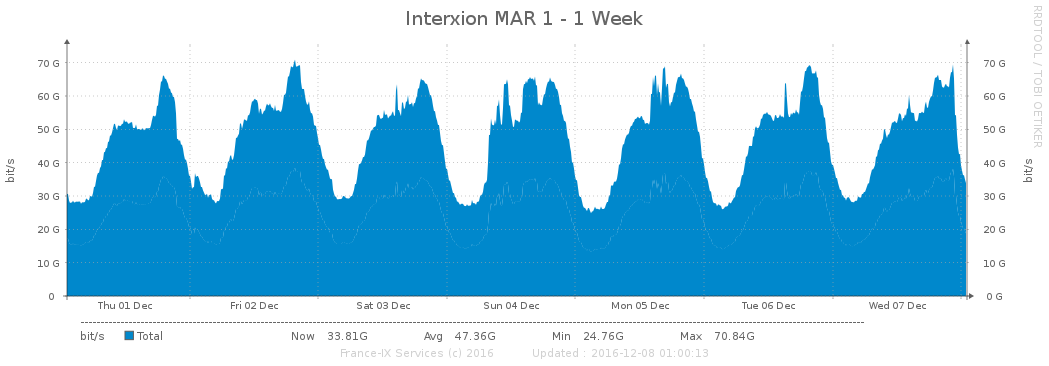 Interxion MAR 1 - 1 Week
RRDTOOL / TOBI OETIKER
bit/s
70 G 70 G
60 G 60 G
50 G 50 G
40 G 40 G
30 G 30 G
20 G 20 G
10 G 10 G
0 0 G
bit/s
Thu 01 Dec Fri 02 Dec Sat 03 Dec Sun 04 Dec Mon 05 Dec Tue 06 Dec Wed 07 Dec
bit/s Total Now 33.81G Avg 47.36G Min 24.76G Max 70.84G
France-IX Services (c) 2016 Updated : 2016-12-08 01:00:13